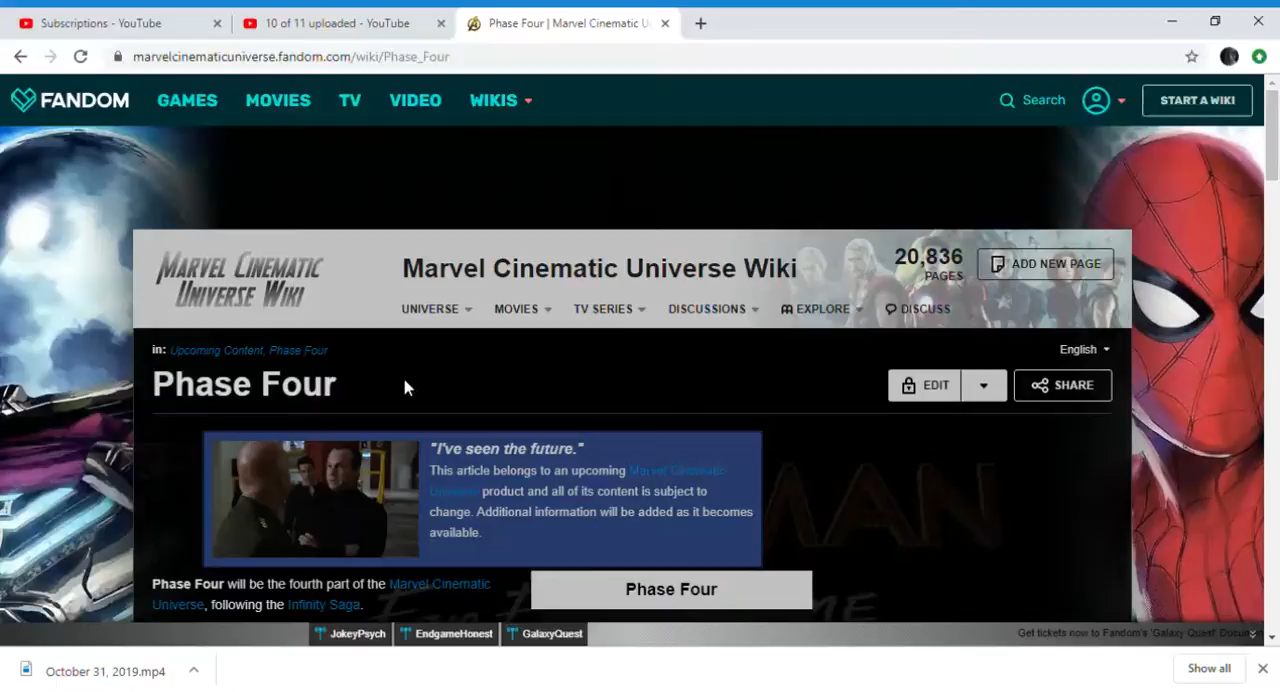 Subscriptions - YouTube
10 of 11 uploaded - YouTube
Phase Four | Marvel Cinematic U
marvelcinematicuniverse.fandom.com/wiki/Phase_Four
FANDOM GAMES MOVIES TV VIDEO WIKIS Search START A WIKI
MARVEL CINEMATIC
UNIVERSE WIKI
Marvel Cinematic Universe Wiki
20,836
PAGES
ADD NEW PAGE
UNIVERSE MOVIES TV SERIES DISCUSSIONS EXPLORE DISCUSS
in: Upcoming Content, Phase Four
English
Phase Four
EDIT SHARE
"I've seen the future."
This article belongs to an upcoming Marvel Cinematic
Universe product and all of its content is subject to
change. Additional information will be added as it becomes
available.
Phase Four will be the fourth part of the Marvel Cinematic
Universe, following the Infinity Saga.
Phase Four
JokeyPsych EndgameHonest GalaxyQuest
Get tickets now to Fandom's 'Galaxy Quest' Docum
October 31, 2019.mp4
Show all